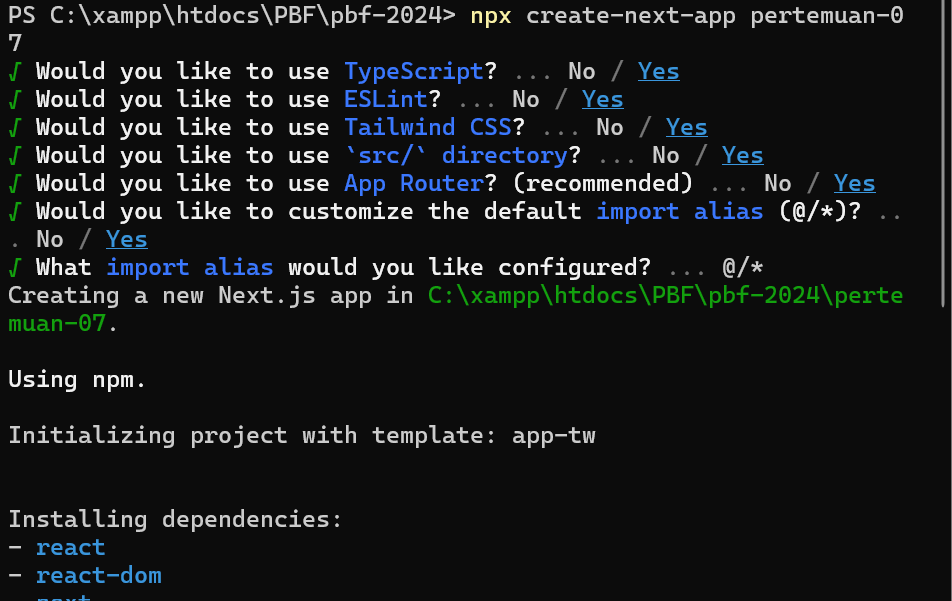 PS C:\xampp\htdocs\PBF\pbf-2024> npx create-next-app pertemuan-0
7
√ Would you like to use TypeScript? ... No / Yes
√ Would you like to use ESLint? ... No / Yes
√ Would you like to use Tailwind CSS? ... No / Yes
√ Would you like to use `src/` directory? ... No / Yes
√ Would you like to use App Router? (recommended) ... No / Yes
√ Would you like to customize the default import alias (@/*)? ..
. No / Yes
√ What import alias would you like configured? ... @/*
Creating a new Next.js app in C:\xampp\htdocs\PBF\pbf-2024\perte
muan-07.
Using npm.
Initializing project with template: app-tw
Installing dependencies:
- react
- react-dom
- next